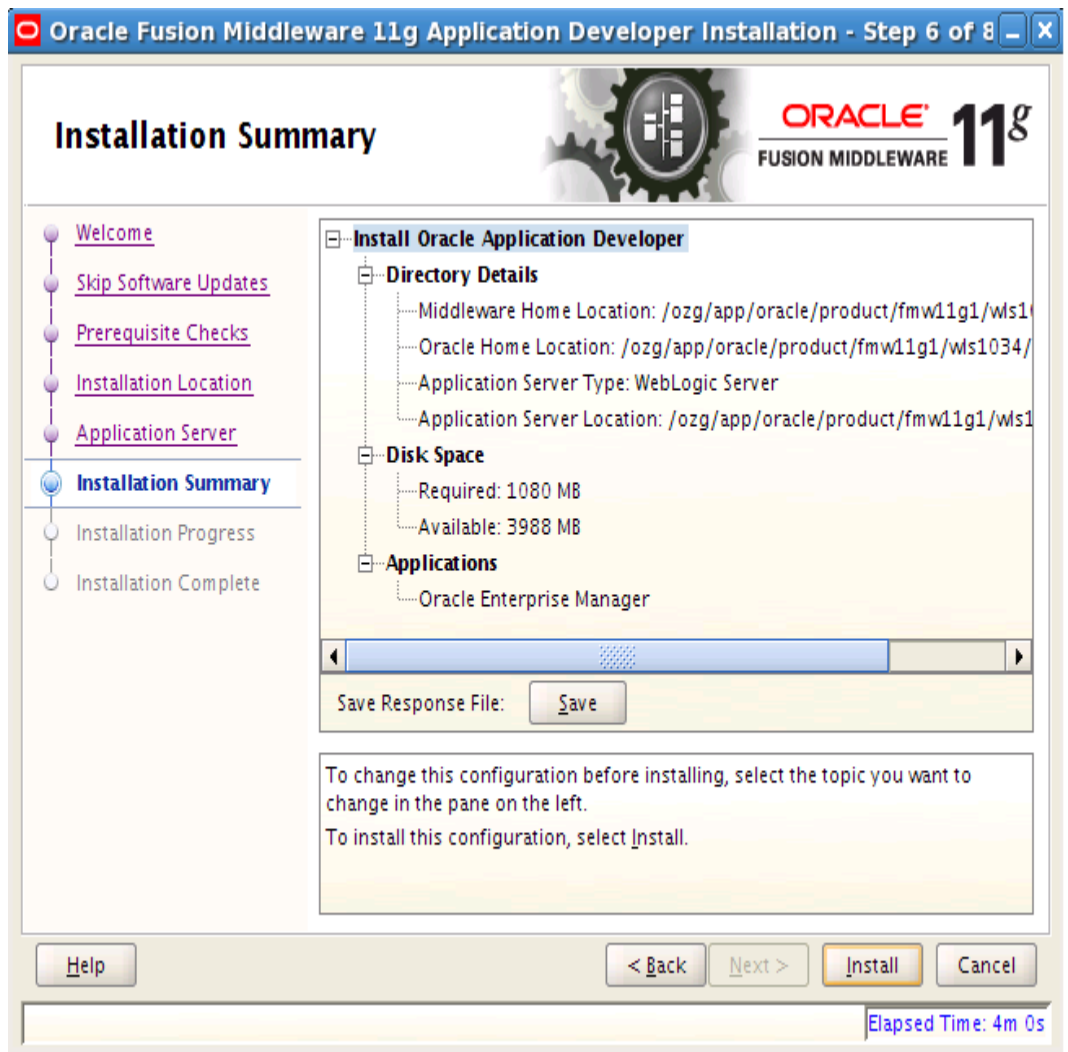 Oracle Fusion Middleware 11g Application Developer Installation - Step 6 of 8
Installation Summary
ORACLE
FUSION MIDDLEWARE
11g
Welcome
Skip Software Updates
Prerequisite Checks
Installation Location
Application Server
Installation Summary
Installation Progress
Installation Complete
Install Oracle Application Developer
Directory Details
Middleware Home Location: /ozg/app/oracle/product/fmw11g1/wls1
Oracle Home Location: /ozg/app/oracle/product/fmw11g1/wls1034/
Application Server Type: WebLogic Server
Application Server Location: /ozg/app/oracle/product/fmw11g1/wls1
Disk Space
Required: 1080 MB
Available: 3988 MB
Applications
Oracle Enterprise Manager
Save Response File:
Save
To change this configuration before installing, select the topic you want to
change in the pane on the left.
To install this configuration, select Install.
Help
< Back
Next >
Install
Cancel
Elapsed Time: 4m 0s